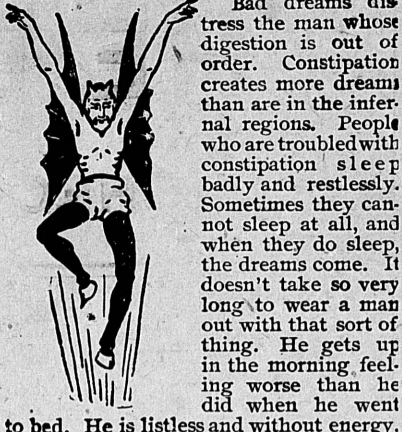 Bad dreams dis-
tress the man whose
digestion is out of
order. Constipation
creates more dreams
than are in the infer-
nal regions. People
who are troubled with
constipation sleep
badly and restlessly.
Sometimes they can-
not sleep at all, and
when they do sleep,
the dreams come. It
doesn't take so very
long to wear a man
out with that sort of
thing. He gets up
in the morning feel-
ing worse than he
did when he went
to bed. He is listless and without energy.